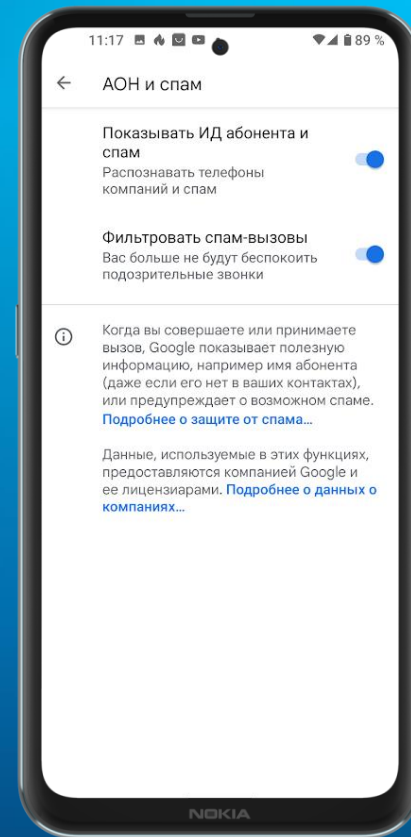 11:17 89 %
АОН и спам
Показывать ИД абонента и
спам
Распознавать телефоны
компаний и спам
Фильтровать спам-вызовы
Вас больше не будут беспокоить
подозрительные звонки
Когда вы совершаете или принимаете
вызов, Google показывает полезную
информацию, например имя абонента
(даже если его нет в ваших контактах),
или предупреждает о возможном спаме.
Подробнее о защите от спама...
Данные, используемые в этих функциях,
предоставляются компанией Google и
ее лицензиарами. Подробнее о данных о
компаниях...
NOKIA